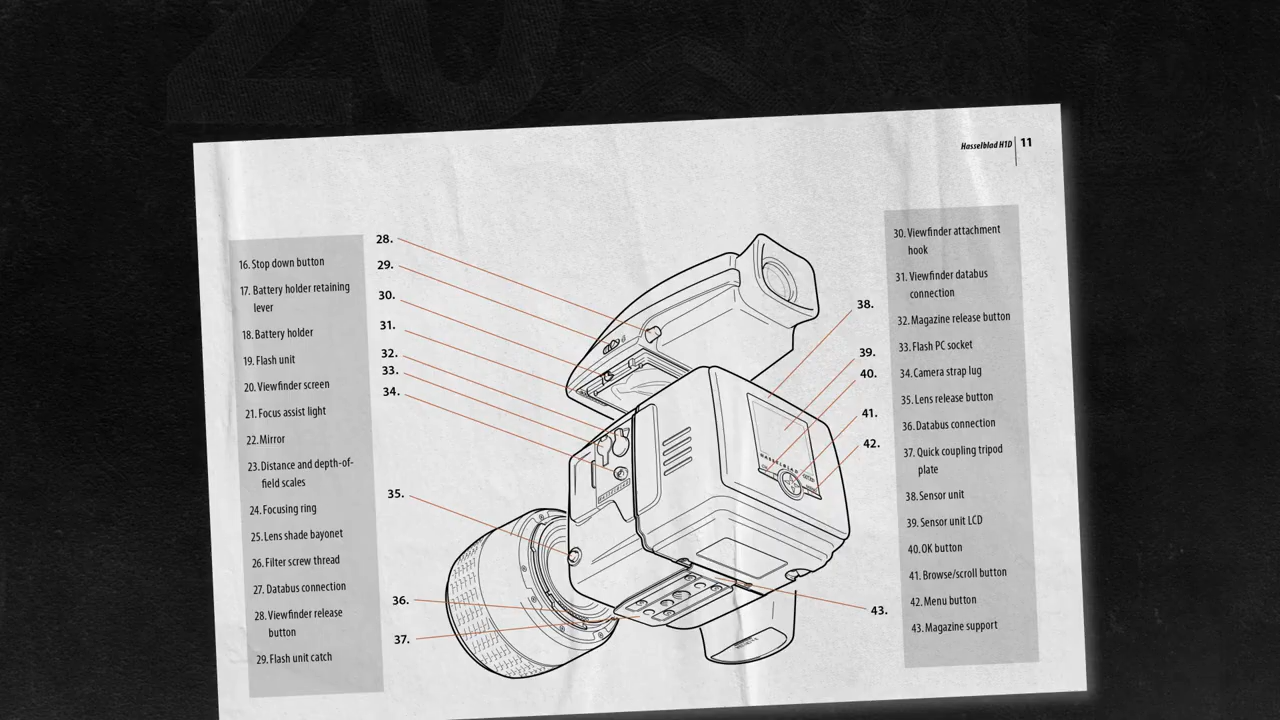 20
Hasselblad H1D
11
16. Stop down button
17. Battery holder retaining
lever
18. Battery holder
19. Flash unit
20. Viewfinder screen
21. Focus assist light
22. Mirror
23. Distance and depth-of-
field scales
24. Focusing ring
25. Lens shade bayonet
26. Filter screw thread
27. Databus connection
28. Viewfinder release
button
29. Flash unit catch
28.
29.
30.
31.
32.
33.
34.
35.
36.
37.
HASSELBLAD
38.
39.
40.
41.
42.
43.
30. Viewfinder attachment
hook
31. Viewfinder databus
connection
32. Magazine release button
33. Flash PC socket
34. Camera strap lug
35. Lens release button
36. Databus connection
37. Quick coupling tripod
plate
38. Sensor unit
39. Sensor unit LCD
40. OK button
41. Browse/scroll button
42. Menu button
43. Magazine support